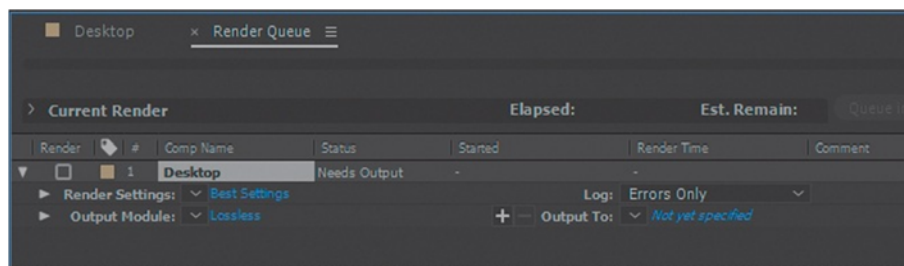 Desktop × Render Queue
Current Render Elapsed: Est. Remain: Queue i
Render # Comp Name Status Started Render Time Comment
1 Desktop Needs Output - -
Render Settings: Best Settings Log: Errors Only
Output Module: Lossless + − Output To: Not yet specified